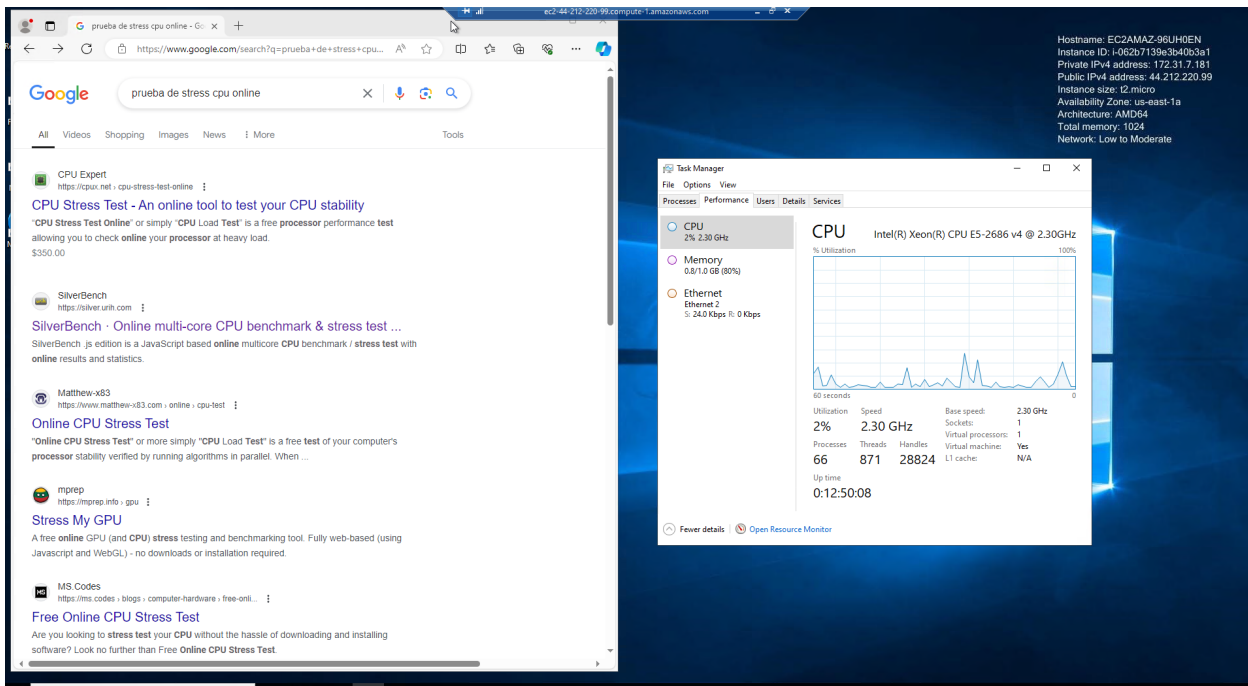 ec2-44-212-220-99.compute-1.amazonaws.com
prueba de stress cpu online - Go
https://www.google.com/search?q=prueba+de+stress+cpu...
Google
prueba de stress cpu online
All Videos Shopping Images News More Tools
CPU Expert
https://cpux.net › cpu-stress-test-online
CPU Stress Test - An online tool to test your CPU stability
"CPU Stress Test Online" or simply "CPU Load Test" is a free processor performance test
allowing you to check online your processor at heavy load.
$350.00
SilverBench
https://silver.urih.com
SilverBench · Online multi-core CPU benchmark & stress test ...
SilverBench .js edition is a JavaScript based online multicore CPU benchmark / stress test with
online results and statistics.
Matthew-x83
https://www.matthew-x83.com › online › cpu-test
Online CPU Stress Test
"Online CPU Stress Test" or more simply "CPU Load Test" is a free test of your computer's
processor stability verified by running algorithms in parallel. When ...
mprep
https://mprep.info › gpu
Stress My GPU
A free online GPU (and CPU) stress testing and benchmarking tool. Fully web-based (using
Javascript and WebGL) - no downloads or installation required.
MS
MS.Codes
https://ms.codes › blogs › computer-hardware › free-onli...
Free Online CPU Stress Test
Are you looking to stress test your CPU without the hassle of downloading and installing
software? Look no further than Free Online CPU Stress Test.
Hostname: EC2AMAZ-96UH0EN
Instance ID: i-062b7139e3b40b3a1
Private IPv4 address: 172.31.7.181
Public IPv4 address: 44.212.220.99
Instance size: t2.micro
Availability Zone: us-east-1a
Architecture: AMD64
Total memory: 1024
Network: Low to Moderate
Task Manager
File Options View
Processes Performance Users Details Services
CPU
2% 2.30 GHz
Memory
0.8/1.0 GB (80%)
Ethernet
Ethernet 2
S: 24.0 Kbps R: 0 Kbps
CPU Intel(R) Xeon(R) CPU E5-2686 v4 @ 2.30GHz
% Utilization 100%
60 seconds 0
Utilization Speed
2% 2.30 GHz
Processes Threads Handles
66 871 28824
Up time
0:12:50:08
Base speed: 2.30 GHz
Sockets: 1
Virtual processors: 1
Virtual machine: Yes
L1 cache: N/A
Fewer details Open Resource Monitor